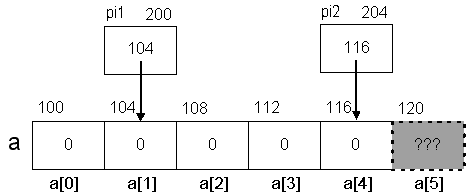 pi1 200 pi2 204
104 116
100 104 108 112 116 120
a 0 0 0 0 0 ???
a[0] a[1] a[2] a[3] a[4] a[5]